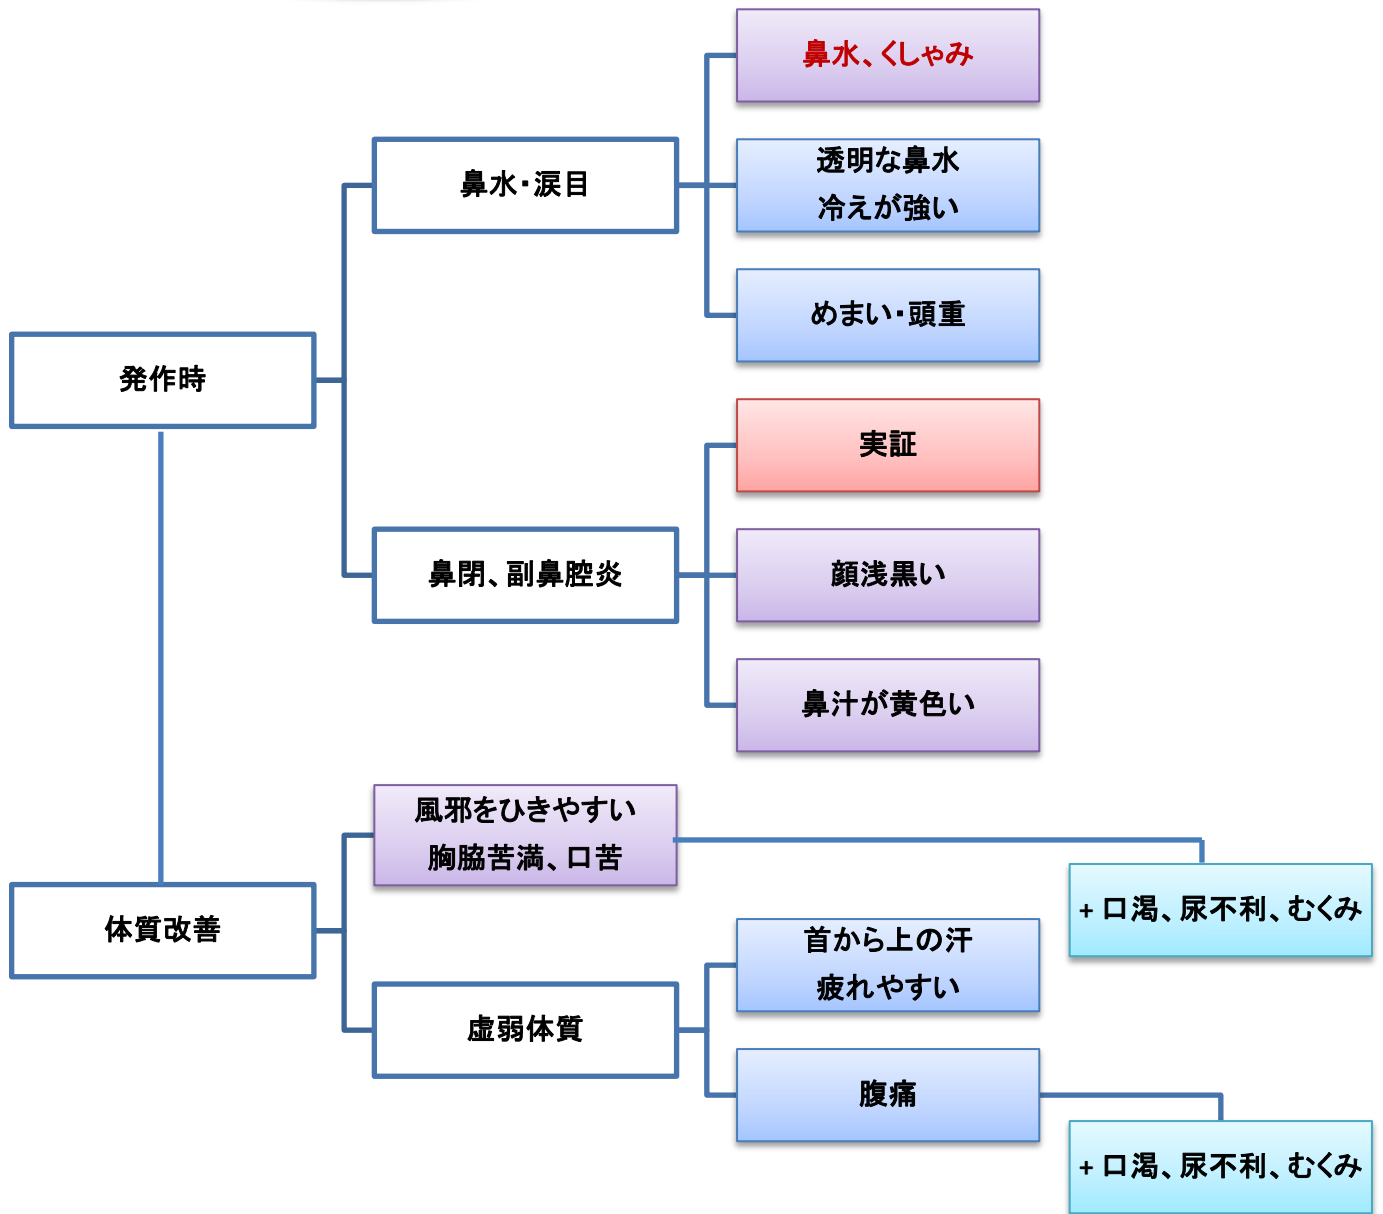 鼻水、くしゃみ
鼻水・涙目
透明な鼻水
冷えが強い
めまい・頭重
発作時
実証
鼻閉、副鼻腔炎
顔浅黒い
鼻汁が黄色い
風邪をひきやすい
胸脇苦満、口苦
+ 口渇、尿不利、むくみ
体質改善
首から上の汗
疲れやすい
虚弱体質
腹痛
+ 口渇、尿不利、むくみ